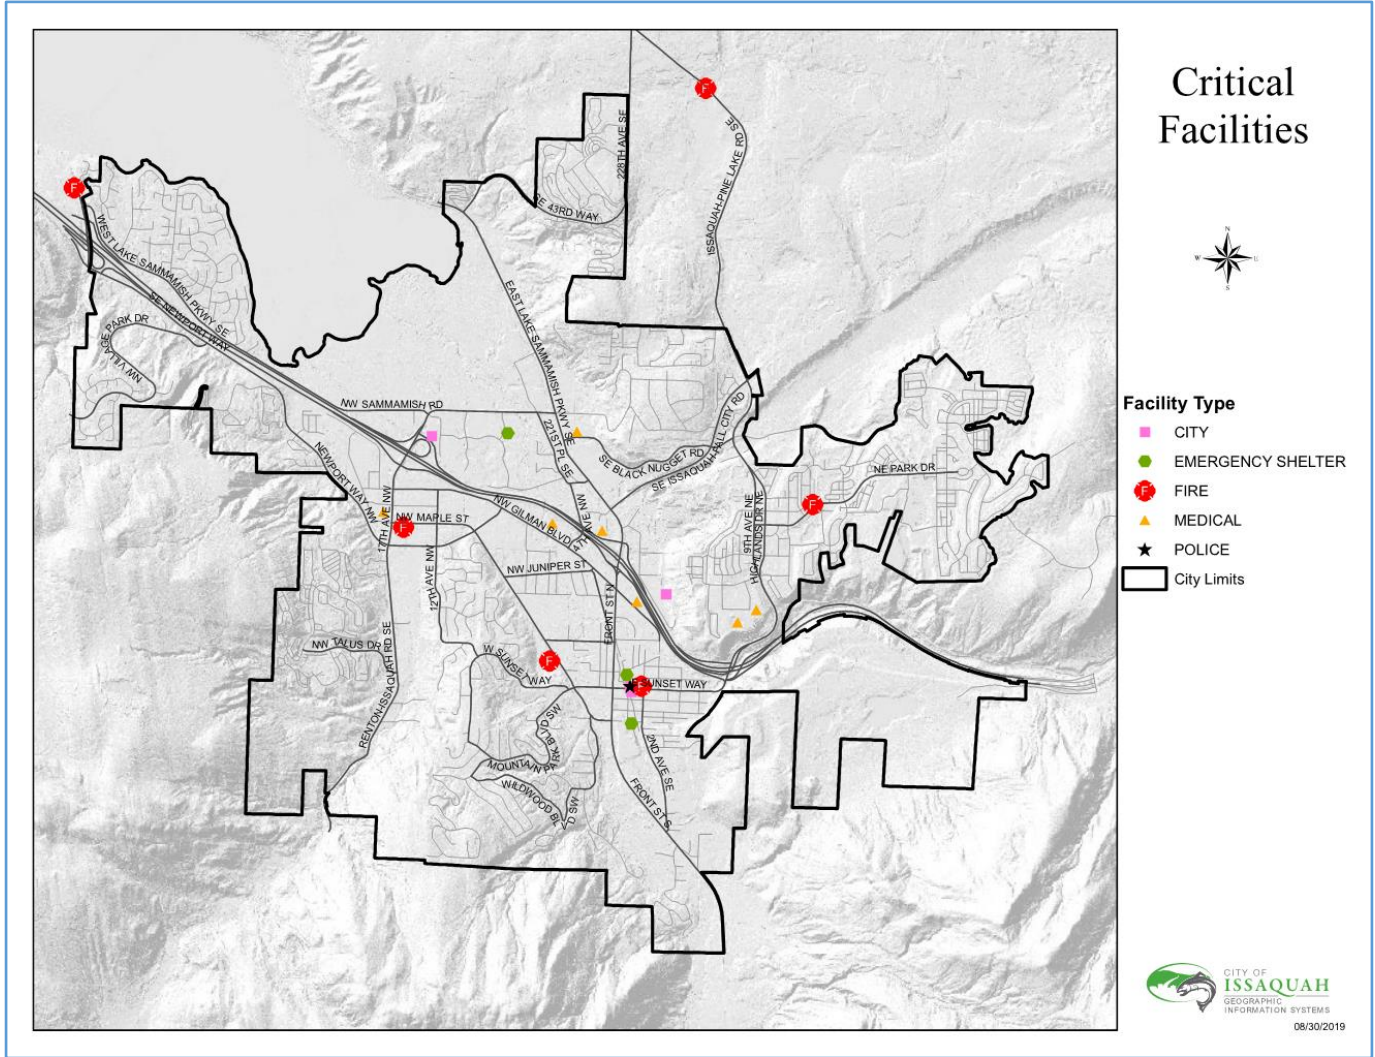 Critical
Facilities
N
W
E
S
Facility Type
CITY
EMERGENCY SHELTER
F
FIRE
MEDICAL
POLICE
City Limits
CITY OF
ISSAQUAH
GEOGRAPHIC
INFORMATION SYSTEMS
08/30/2019
F
228TH AVE SE
ISSAQUAH-PINE LAKE RD SE
F
SE 43RD WAY
WEST LAKE SAMMAMISH PKWY SE
SE NEWPORT WAY
NW VILLAGE PARK DR
EAST LAKE SAMMAMISH PKWY SE
NW SAMMAMISH RD
221ST PL SE
SE BLACK NUGGET RD
SE ISSAQUAH-FALL CITY RD
NE PARK DR
NEWPORT WAY NW
17TH AVE NW
NW MAPLE ST
F
NW GILMAN BLVD
4TH AVE NW
9TH AVE NE
HIGHLANDS DR NE
F
12TH AVE NW
NW JUNIPER ST
FRONT ST N
NW TALUS DR
RENTON-ISSAQUAH RD SE
W SUNSET WAY
F
F
SUNSET WAY
MOUNTAIN PARK BLVD SW
WILDWOOD BLVD SW
2ND AVE SE
FRONT ST S